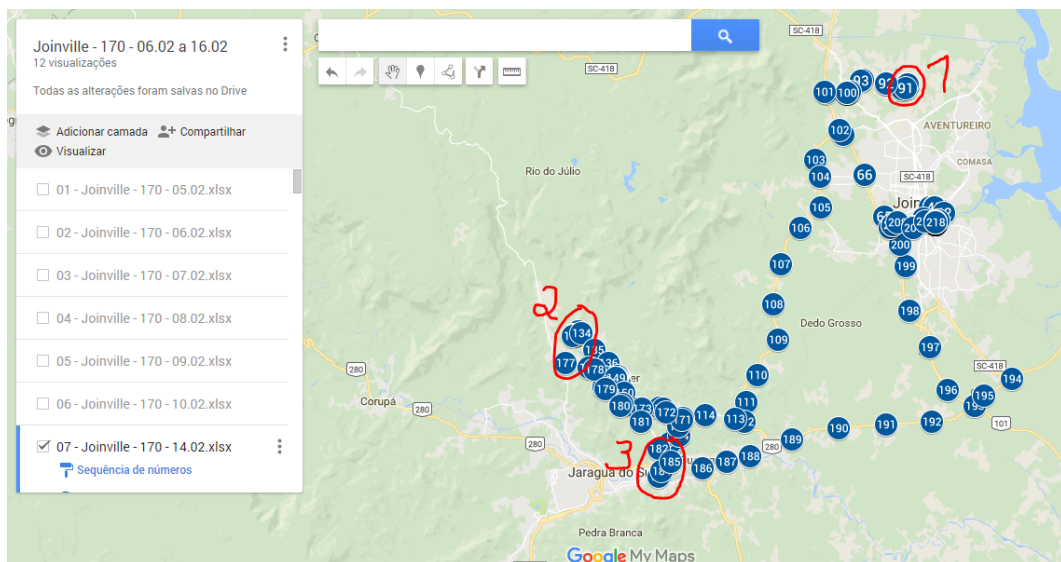 Joinville - 170 - 06.02 a 16.02
12 visualizações
Todas as alterações foram salvas no Drive
Adicionar camada Compartilhar
Visualizar
01 - Joinville - 170 - 05.02.xlsx
02 - Joinville - 170 - 06.02.xlsx
03 - Joinville - 170 - 07.02.xlsx
04 - Joinville - 170 - 08.02.xlsx
05 - Joinville - 170 - 09.02.xlsx
06 - Joinville - 170 - 10.02.xlsx
07 - Joinville - 170 - 14.02.xlsx
Sequência de números
SC-418
SC-418
93 92 91 1
101 100
102
AVENTUREIRO
103
COMASA
Rio do Júlio
104 66 SC-418
105
106 208 218
200
107 199
108 198
2
Dedo Grosso
134
109 197
135
177 136
178 110 SC-418
280 149 194
179 150 196 195
Corupá 180 111
280 173 172 114 113
181 171 190 191 192 101
280 182 280 189
3 185 188
186 187
Jaragua do
Pedra Branca
Google My Maps